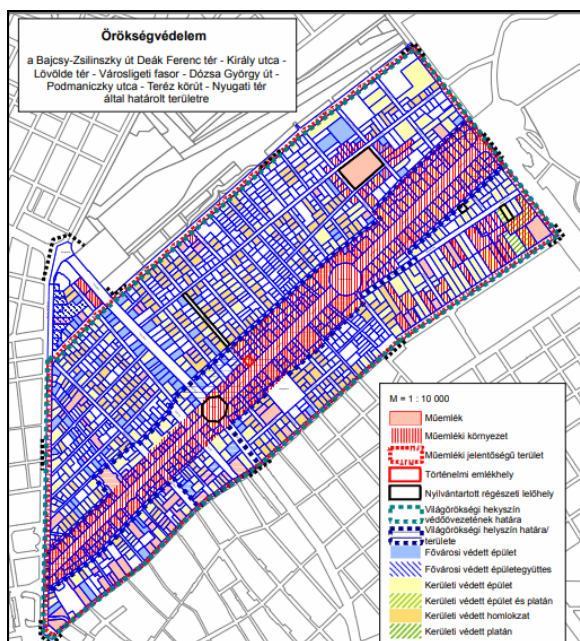 Örökségvédelem
a Bajcsy-Zsilinszky út Deák Ferenc tér - Király utca -
Lövölde tér - Városligeti fasor - Dózsa György út -
Podmaniczky utca - Teréz körút - Nyugati tér
által határolt területre
M = 1 : 10 000
Műemlék
Műemléki környezet
Műemléki jelentőségű terület
Történelmi emlékhely
Nyilvántartott régészeti lelőhely
Világörökségi hekyszín
védőövezetének határa
Világörökségi helyszín határa/
területe
Fővárosi védett épület
Fővárosi védett épületegyüttes
Kerületi védett épület
Kerületi védett épület és platán
Kerületi védett homlokzat
Kerületi védett platán